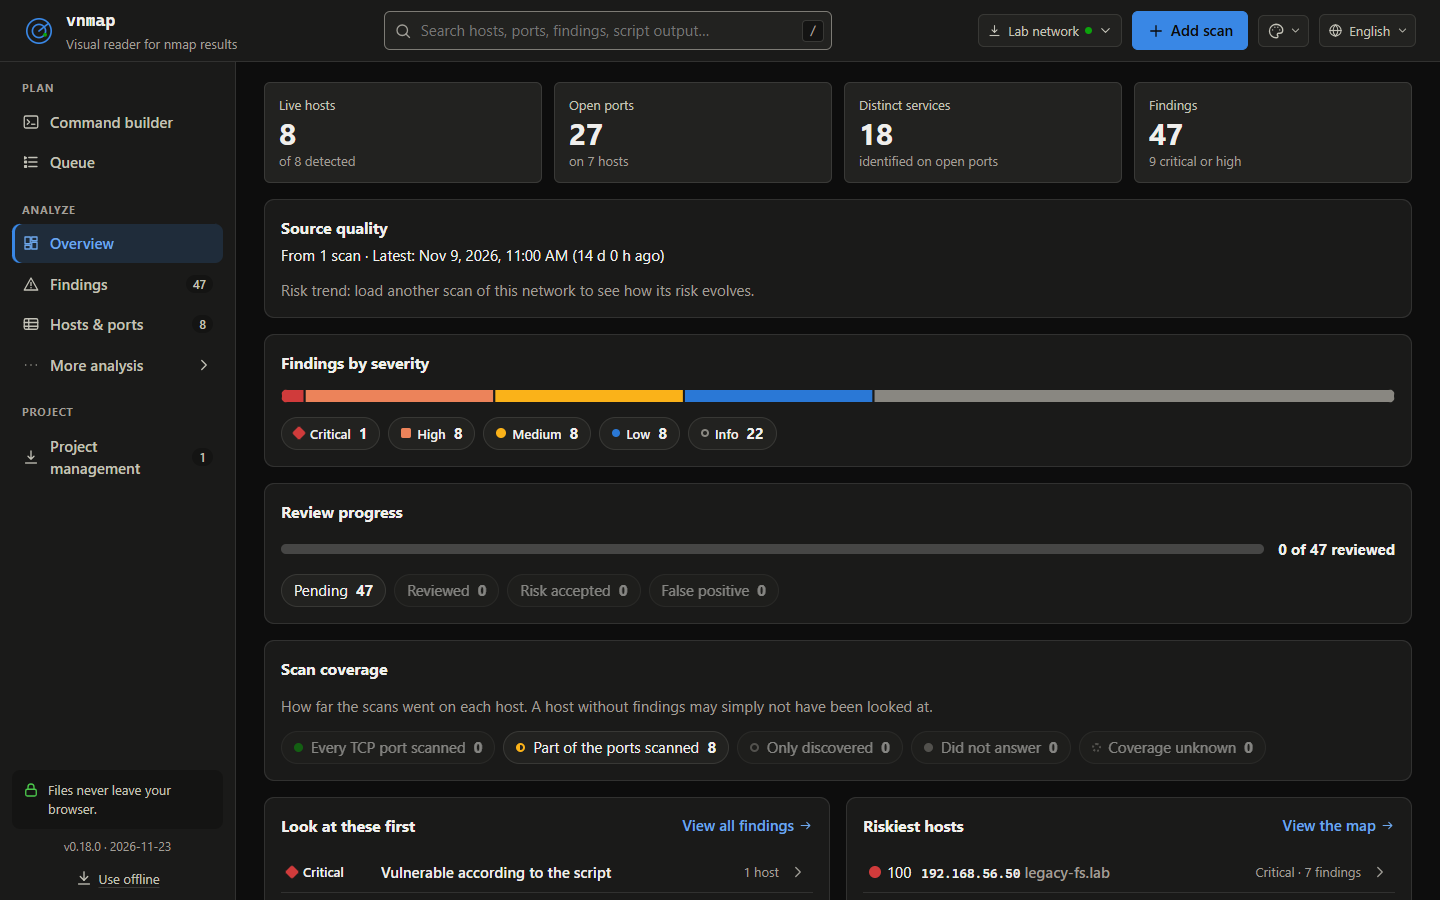 vnmap
Visual reader for nmap results
Search hosts, ports, findings, script output...
/
Lab network
Add scan
English
PLAN
Command builder
Queue
ANALYZE
Overview
Findings 47
Hosts & ports 8
More analysis
PROJECT
Project management 1
Files never leave your browser.
v0.18.0 · 2026-11-23
Use offline
Live hosts
8
of 8 detected
Open ports
27
on 7 hosts
Distinct services
18
identified on open ports
Findings
47
9 critical or high
Source quality
From 1 scan · Latest: Nov 9, 2026, 11:00 AM (14 d 0 h ago)
Risk trend: load another scan of this network to see how its risk evolves.
Findings by severity
Critical 1
High 8
Medium 8
Low 8
Info 22
Review progress
0 of 47 reviewed
Pending 47
Reviewed 0
Risk accepted 0
False positive 0
Scan coverage
How far the scans went on each host. A host without findings may simply not have been looked at.
Every TCP port scanned 0
Part of the ports scanned 8
Only discovered 0
Did not answer 0
Coverage unknown 0
Look at these first
View all findings →
Critical Vulnerable according to the script 1 host
Riskiest hosts
View the map →
100 192.168.56.50 legacy-fs.lab Critical · 7 findings